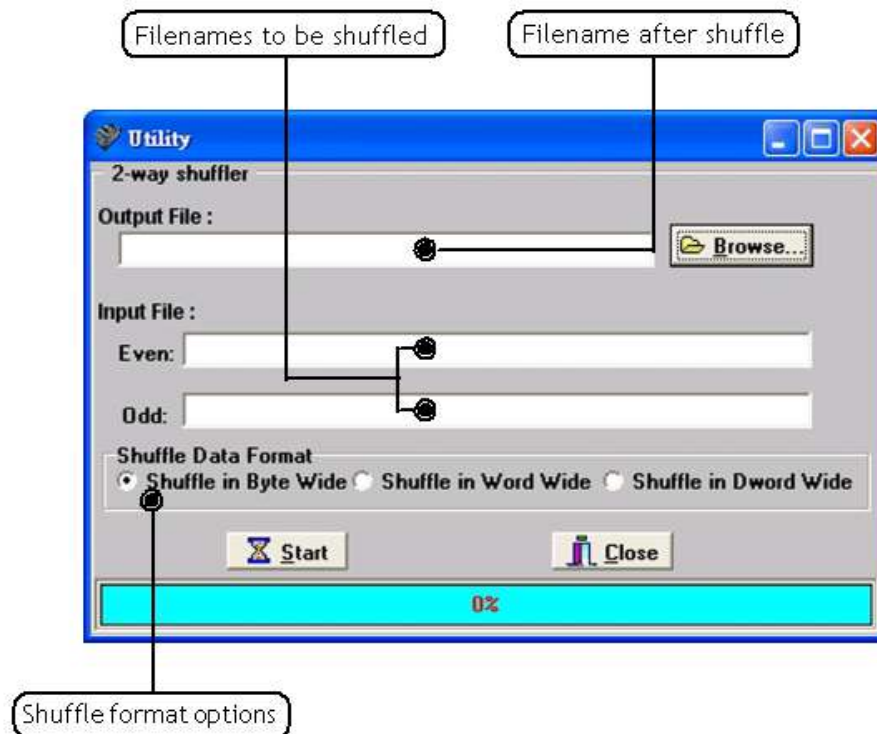 Filenames to be shuffled
Filename after shuffle
Utility
2-way shuffler
Output File :
Browse...
Input File :
Even:
Odd:
Shuffle Data Format
Shuffle in Byte Wide
Shuffle in Word Wide
Shuffle in Dword Wide
Start
Close
0%
Shuffle format options